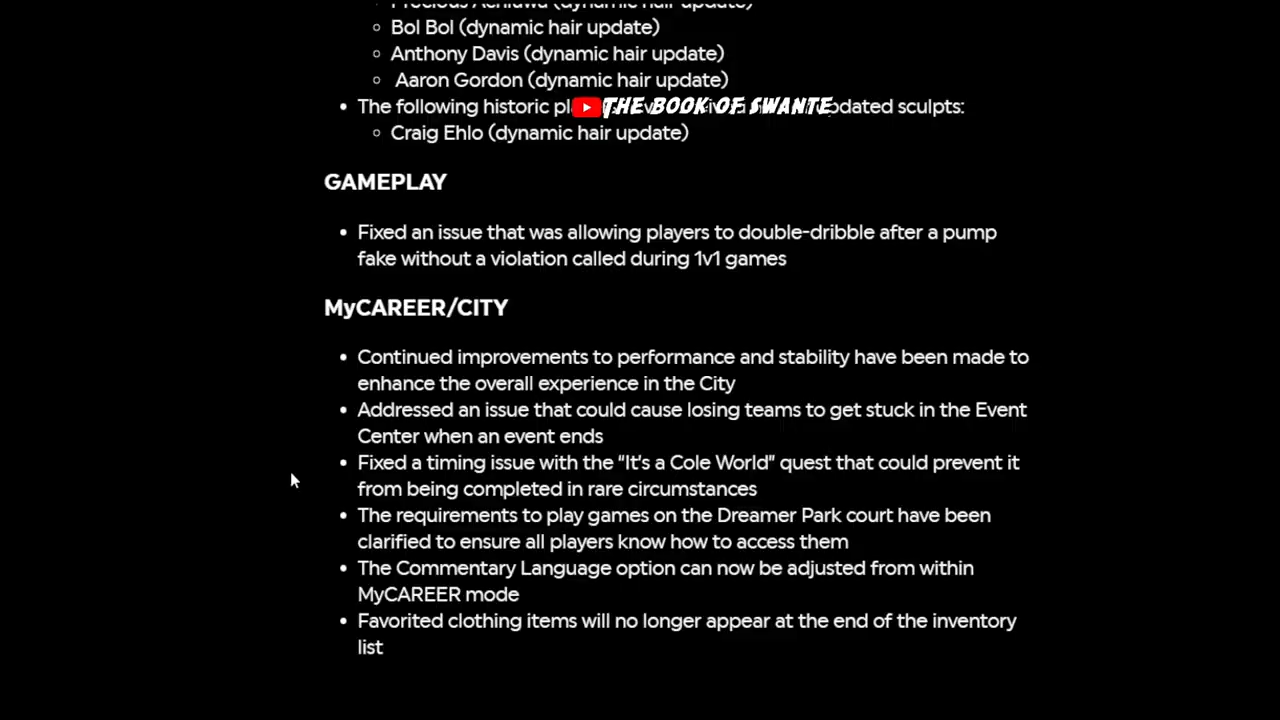 Precious Achiuwa (dynamic hair update)
Bol Bol (dynamic hair update)
Anthony Davis (dynamic hair update)
Aaron Gordon (dynamic hair update)
The following historic updated sculpts:
THE BOOK OF SWANTE
Craig Ehlo (dynamic hair update)
GAMEPLAY
Fixed an issue that was allowing players to double-dribble after a pump
fake without a violation called during 1v1 games
MyCAREER/CITY
Continued improvements to performance and stability have been made to
enhance the overall experience in the City
Addressed an issue that could cause losing teams to get stuck in the Event
Center when an event ends
Fixed a timing issue with the “It’s a Cole World” quest that could prevent it
from being completed in rare circumstances
The requirements to play games on the Dreamer Park court have been
clarified to ensure all players know how to access them
The Commentary Language option can now be adjusted from within
MyCAREER mode
Favorited clothing items will no longer appear at the end of the inventory
list